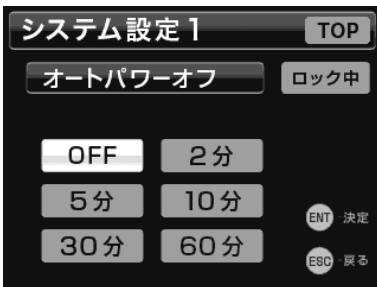 システム設定1 TOP
オートパワーオフ ロック中
OFF 2分
5分 10分
30分 60分
ENT - 決定
ESC - 戻る